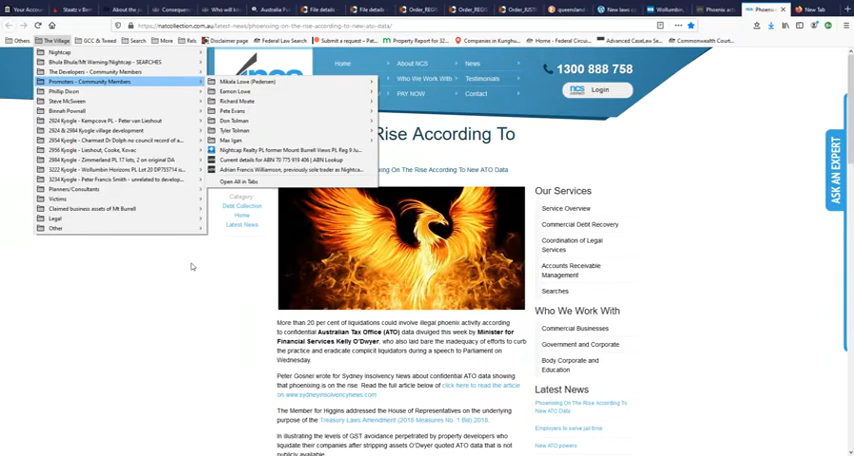 Your Accou
Staatz v Ber
About the y
Consequenc
Who will kno
Australia Fw
File details
File details
Order_REGI
Order_REGI
Order_JUST
queensland
New laws c
Wollumbin
Phoenix acti
Phoenis
New Tab
https://natcollection.com.au/latest-news/phoenixing-on-the-rise-according-to-new-ato-data/
Others
The Village
GCC & Tweed
Search
More
Rels
Disclaimer page
Federal Law Search
Submit a request – Pat...
Property Report for 32...
Companies in Kunghu...
Home - Federal Circui...
Advanced CaseLaw Se...
Commonwealth Court...
Nightcap
Bhula Bhula/Mt Warning/Nightcap - SEARCHES
The Developers - Community Members
Promoters - Community Members
Phillip Dixon
Steve McSween
Binnah Pownall
2924 Kyogle - Kempcove PL - Peter van Lieshout
2924 & 2984 Kyogle village development
2954 Kyogle - Charmast Dr Dolph no council record of a...
2956 Kyogle - Lieshout, Cooke, Kovac
2984 Kyogle - Zimmerland PL 17 lots, 2 on original DA
3222 Kyogle - Wollumbin Horizons PL Lot 20 DP755714 is
3234 Kyogle - Peter Francis Smith - unrelated to develop...
Planners/Consultants
Victims
Claimed business assets of Mt Burrell
Legal
Other
Mikala Lowe (Pedersen)
Eamon Lowe
Richard Moate
Pete Evans
Don Tolman
Tyler Tolman
Max Igan
Nightcap Realty PL former Mount Burrell Views PL Reg 9 Ju...
Current details for ABN 70 775 919 406 | ABN Lookup
Adrian Francis Williamson, previously sole trader as Nightca...
Open All in Tabs
ncs
Home
About NCS
News
Who We Work With
Testimonials
PAY NOW
Contact
1300 888 758
ncs
CONNECT
Login
ASK AN EXPERT
Rise According To
On The Rise According To New ATO Data
Category
Debt Collection
Home
Latest News
More than 20 per cent of liquidations could involve illegal phoenix activity according
to confidential Australian Tax Office (ATO) data divulged this week by Minister for
Financial Services Kelly O'Dwyer, who also laid bare the inadequacy of efforts to curb
the practice and eradicate complicit liquidators during a speech to Parliament on
Wednesday.
Peter Gosnel wrote for Sydney Insolvency News about confidential ATO data showing
that phoenixing is on the rise. Read the full article below of click here to read the article
on www.sydneyinsolvencynews.com
The Member for Higgins addressed the House of Representatives on the underlying
purpose of the Treasury Laws Amendment (2018 Measures No. 1 Bill) 2018.
In illustrating the levels of GST avoidance perpetrated by property developers who
liquidate their companies after stripping assets O'Dwyer quoted ATO data that is not
publicly available.
Our Services
Service Overview
Commercial Debt Recovery
Coordination of Legal
Services
Accounts Receivable
Management
Searches
Who We Work With
Commercial Businesses
Government and Corporate
Body Corporate and
Education
Latest News
Phoenixing On The Rise According To
New ATO Data
Employers to serve jail time
New ATO powers